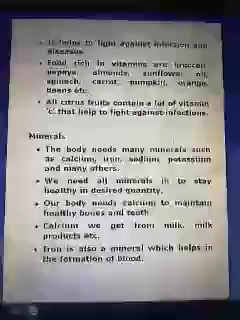 • It helps to fight against infection and
diseases.
• Food rich in vitamins are broccoli,
papaya, almonds, sunflower oil,
spinach, carrot, pumpkin, orange,
beans etc.
• All citrus fruits contain a lot of vitamin
'c' that help to fight against infections.
Minerals
• The body needs many minerals such
as calcium, iron, sodium, potassium
and many others.
• We need all minerals in to stay
healthy in desired quantity.
• Our body needs calcium to maintain
healthy bones and teeth.
• Calcium we get from milk, milk
products etc.
• Iron is also a mineral which helps in
the formation of blood.